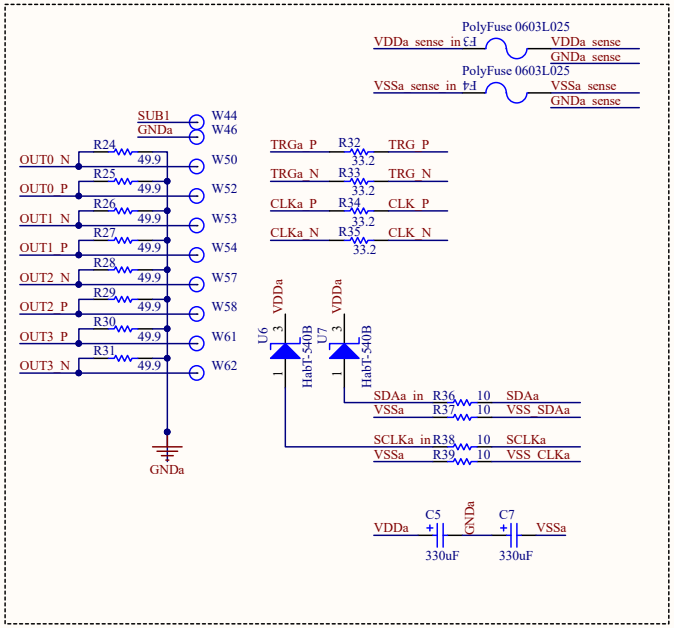 PolyFuse 0603L025
VDDa_sense_in F3 VDDa_sense
GNDa_sense
PolyFuse 0603L025
VSSa_sense_in F4 VSSa_sense
GNDa_sense
SUB1 W44
GNDa W46
R24
OUT0_N 49.9 W50
R25
OUT0_P 49.9 W52
R26
OUT1_N 49.9 W53
R27
OUT1_P 49.9 W54
R28
OUT2_N 49.9 W57
R29
OUT2_P 49.9 W58
R30
OUT3_P 49.9 W61
R31
OUT3_N 49.9 W62
GNDa
TRGa_P R32 TRG_P
33.2
TRGa_N R33 TRG_N
33.2
CLKa_P R34 CLK_P
33.2
CLKa_N R35 CLK_N
33.2
VDDa
U6 3
1
HabT-540B
VDDa
U7 3
1
HabT-540B
SDAa_in R36 10 SDAa
VSSa R37 10 VSS_SDAa
SCLKa_in R38 10 SCLKa
VSSa R39 10 VSS_CLKa
C5 GNDa C7
VDDa + + VSSa
330uF 330uF